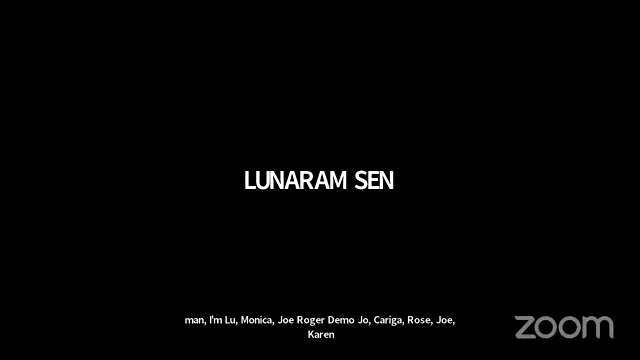 LUNARAM SEN
man, I'm Lu, Monica, Joe Roger Demo Jo, Cariga, Rose, Joe,
Karen
zoom